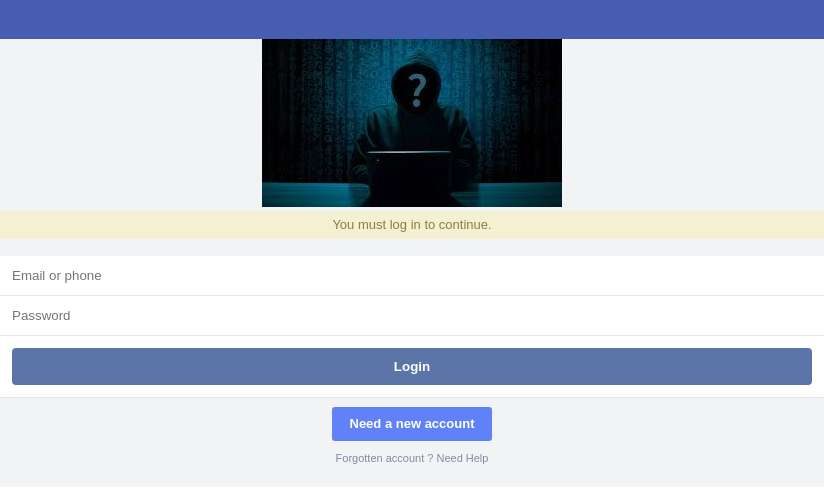 ?
You must log in to continue.
Email or phone
Password
Login
Need a new account
Forgotten account ? Need Help